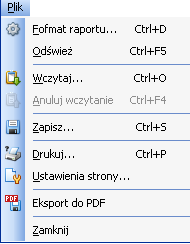 Plik
Format raportu... Ctrl+D
Odśwież Ctrl+F5
Wczytaj... Ctrl+O
Anuluj wczytanie Ctrl+F4
Zapisz... Ctrl+S
Drukuj... Ctrl+P
Ustawienia strony...
Eksport do PDF
Zamknij